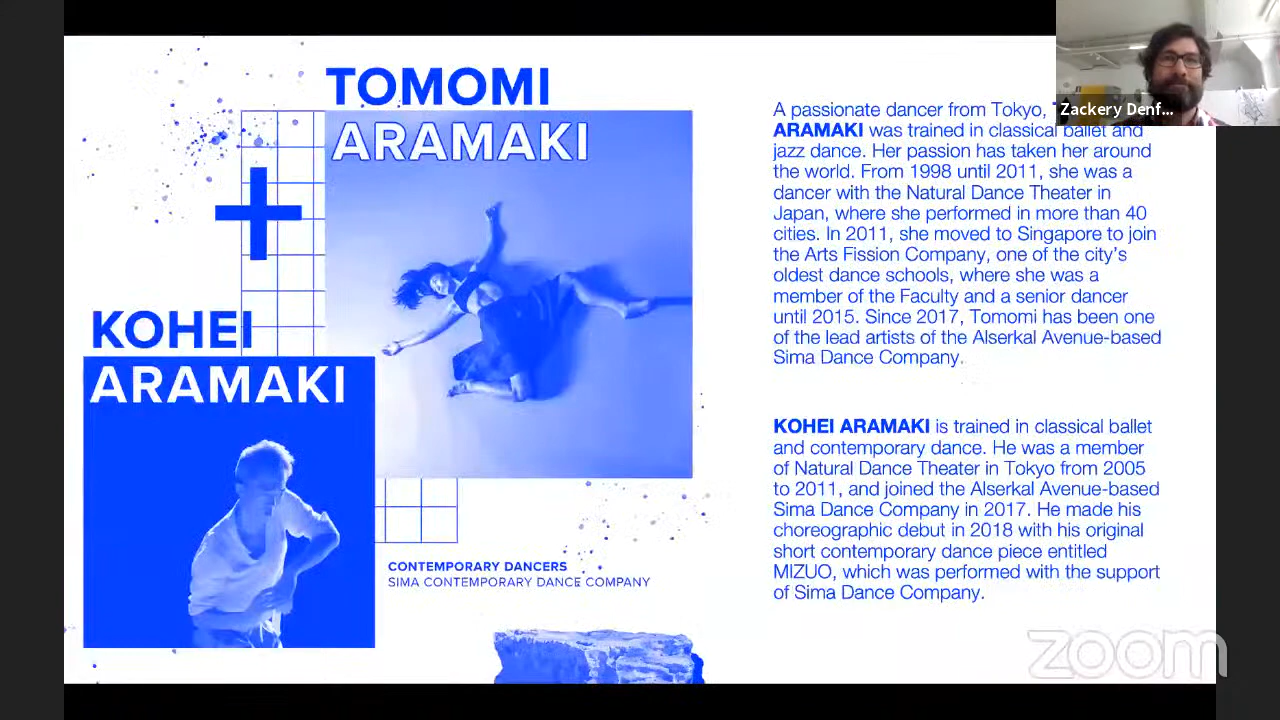 TOMOMI
ARAMAKI
KOHEI
ARAMAKI
CONTEMPORARY DANCERS
SIMA CONTEMPORARY DANCE COMPANY
A passionate dancer from Tokyo,
ARAMAKI was trained in classical ballet and
jazz dance. Her passion has taken her around
the world. From 1998 until 2011, she was a
dancer with the Natural Dance Theater in
Japan, where she performed in more than 40
cities. In 2011, she moved to Singapore to join
the Arts Fission Company, one of the city's
oldest dance schools, where she was a
member of the Faculty and a senior dancer
until 2015. Since 2017, Tomomi has been one
of the lead artists of the Alserkal Avenue-based
Sima Dance Company.
KOHEI ARAMAKI is trained in classical ballet
and contemporary dance. He was a member
of Natural Dance Theater in Tokyo from 2005
to 2011, and joined the Alserkal Avenue-based
Sima Dance Company in 2017. He made his
choreographic debut in 2018 with his original
short contemporary dance piece entitled
MIZUO, which was performed with the support
of Sima Dance Company.
Zackery Denf...
zoom